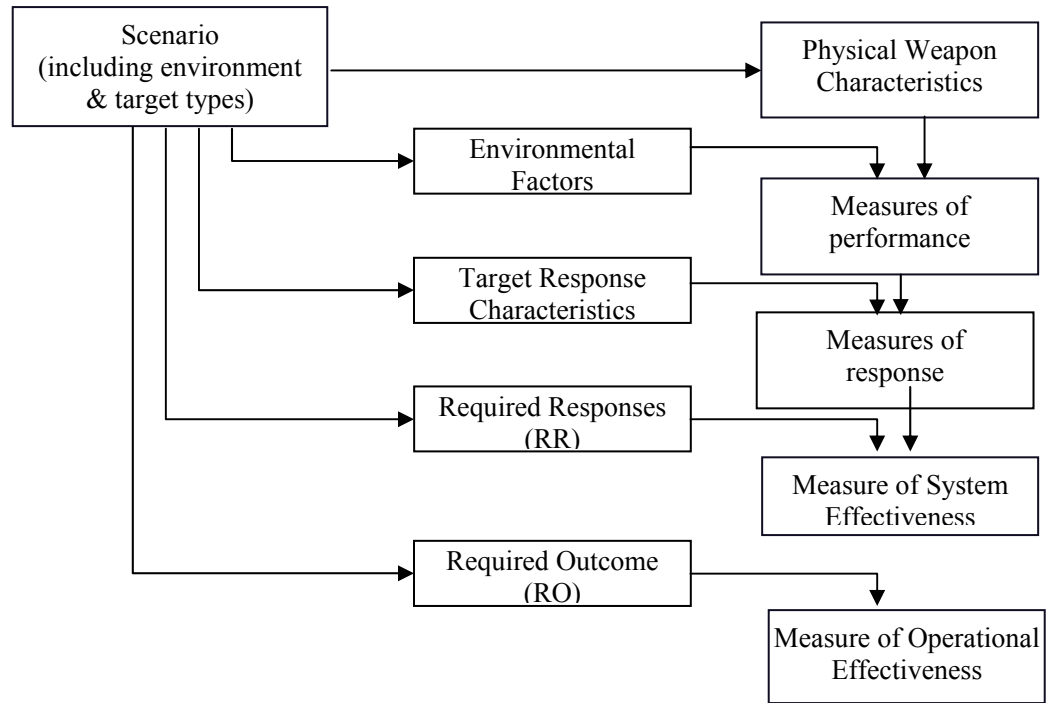 Scenario
(including environment
& target types)
Physical Weapon
Characteristics
Environmental
Factors
Measures of
performance
Target Response
Characteristics
Measures of
response
Required Responses
(RR)
Measure of System
Effectiveness
Required Outcome
(RO)
Measure of Operational
Effectiveness